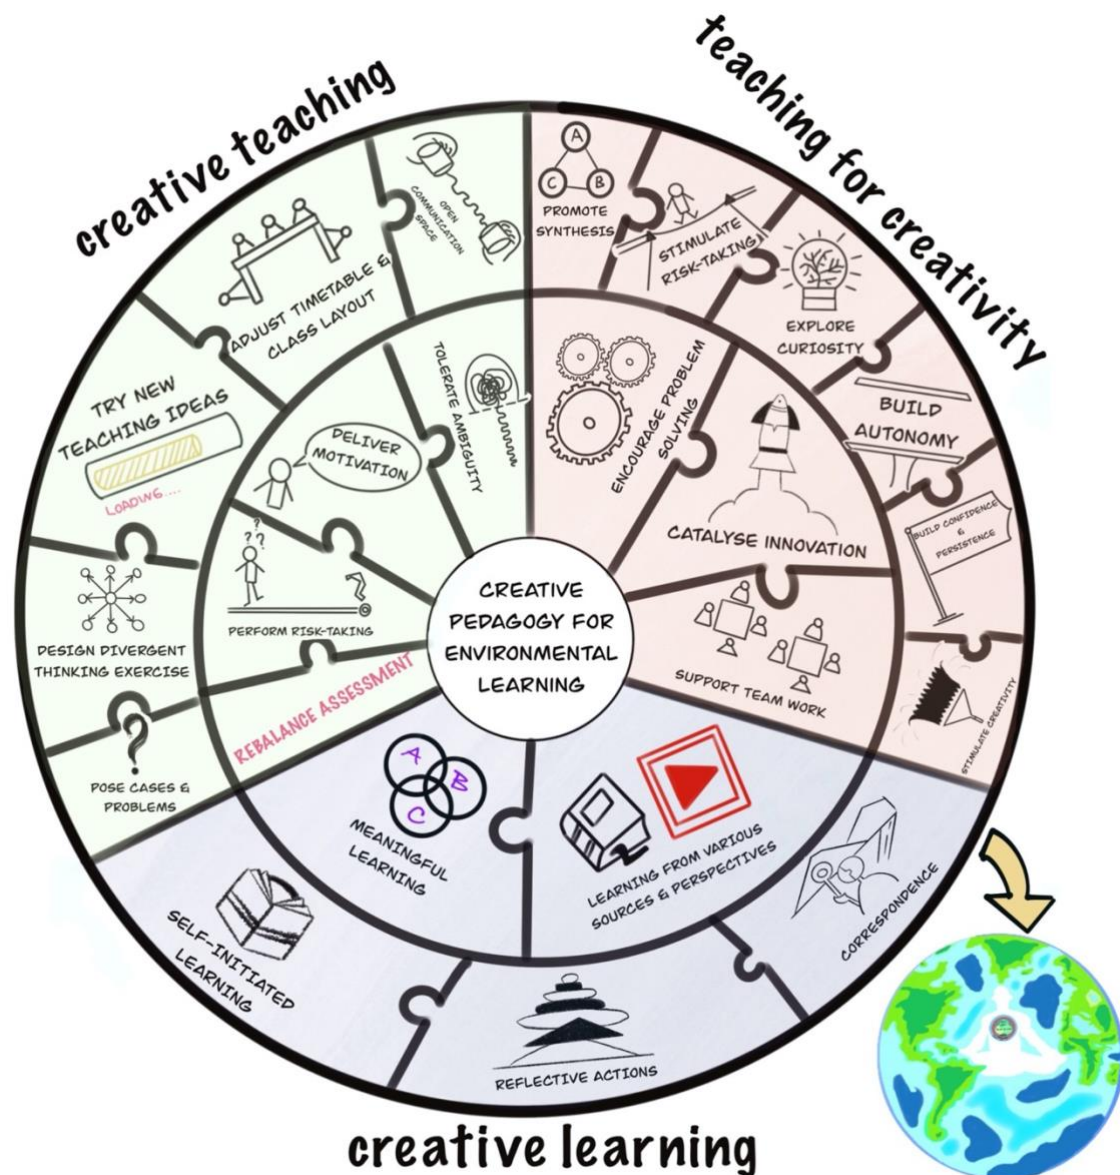 creative teaching
teaching for creativity
OPEN
COMMUNICATION
SPACE
ADJUST TIMETABLE &
CLASS LAYOUT
TRY NEW
TEACHING IDEAS
LOADING....
DESIGN DIVERGENT
THINKING EXERCISE
POSE CASES &
PROBLEMS
TOLERATE AMBIGUITY
DELIVER
MOTIVATION
? ?
?
PERFORM RISK-TAKING
REBALANCE ASSESSMENT
A
C
B
PROMOTE
SYNTHESIS
STIMULATE
RISK-TAKING
EXPLORE
CURIOSITY
BUILD
AUTONOMY
BUILD CONFIDENCE
&
PERSISTENCE
STIMULATE CREATIVITY
ENCOURAGE PROBLEM
SOLVING
CATALYSE INNOVATION
SUPPORT TEAM WORK
CREATIVE
PEDAGOGY FOR
ENVIRONMENTAL
LEARNING
A
B
C
MEANINGFUL
LEARNING
LEARNING FROM VARIOUS
SOURCES & PERSPECTIVES
SELF-INITIATED
LEARNING
REFLECTIVE ACTIONS
CORRESPONDENCE
creative learning